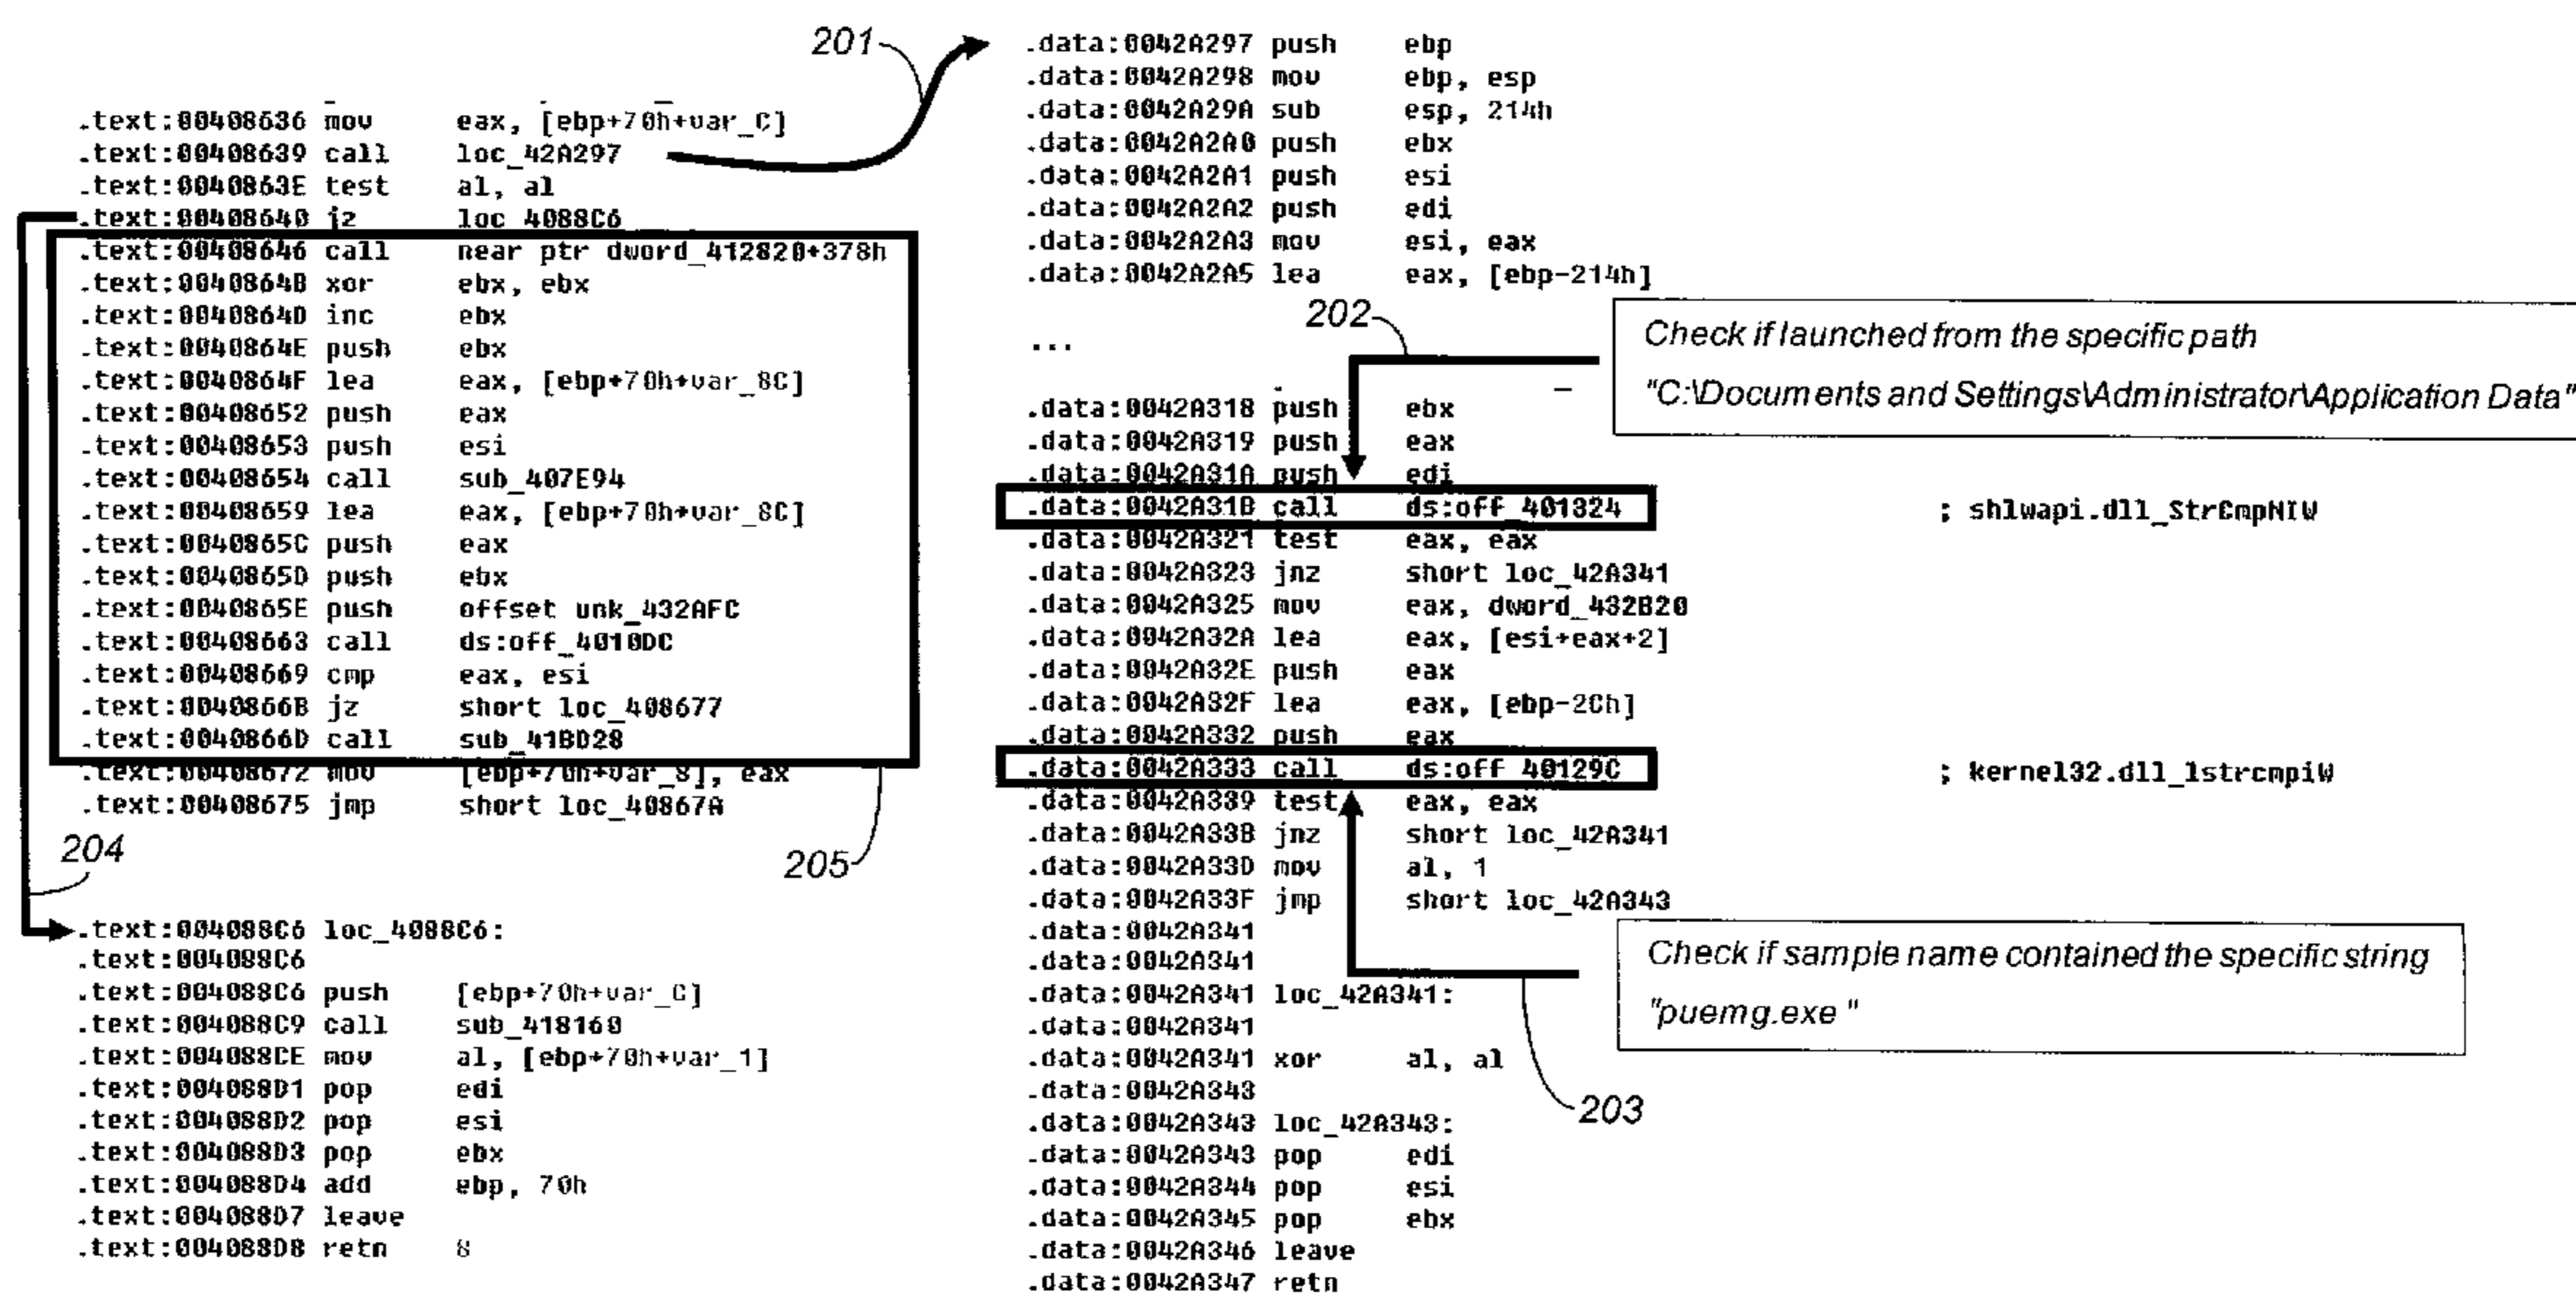 201
.text:00408636 mov eax, [ebp+70h+var_C]
.text:00408639 call loc_42A297
.text:0040863E test al, al
.text:00408640 jz loc_4088C6
.text:00408646 call near ptr dword_412820+378h
.text:0040864B xor ebx, ebx
.text:0040864D inc ebx
.text:0040864E push ebx
.text:0040864F lea eax, [ebp+70h+var_8C]
.text:00408652 push eax
.text:00408653 push esi
.text:00408654 call sub_407E94
.text:00408659 lea eax, [ebp+70h+var_8C]
.text:0040865C push eax
.text:0040865D push ebx
.text:0040865E push offset unk_432AFC
.text:00408663 call ds:off_4010DC
.text:00408669 cmp eax, esi
.text:0040866B jz short loc_408677
.text:0040866D call sub_41BD28
.text:00408672 mov [ebp+70h+var_8], eax
.text:00408675 jmp short loc_40867A
204
205
.text:004088C6 loc_4088C6:
.text:004088C6
.text:004088C6 push [ebp+70h+var_C]
.text:004088C9 call sub_418160
.text:004088CE mov al, [ebp+70h+var_1]
.text:004088D1 pop edi
.text:004088D2 pop esi
.text:004088D3 pop ebx
.text:004088D4 add ebp, 70h
.text:004088D7 leave
.text:004088D8 retn 8
.data:0042A297 push ebp
.data:0042A298 mov ebp, esp
.data:0042A29A sub esp, 214h
.data:0042A2A0 push ebx
.data:0042A2A1 push esi
.data:0042A2A2 push edi
.data:0042A2A3 mov esi, eax
.data:0042A2A5 lea eax, [ebp-214h]
202
Check if launched from the specific path
"C:\Documents and Settings\Administrator\Application Data"
...
.data:0042A318 push ebx
.data:0042A319 push eax
.data:0042A31A push edi
.data:0042A31B call ds:off_401324 ; shlwapi.dll_StrCmpNIW
.data:0042A321 test eax, eax
.data:0042A323 jnz short loc_42A341
.data:0042A325 mov eax, dword_432B20
.data:0042A32A lea eax, [esi+eax+2]
.data:0042A32E push eax
.data:0042A32F lea eax, [ebp-2Ch]
.data:0042A332 push eax
.data:0042A333 call ds:off_40129C ; kernel32.dll_lstrcmpiW
.data:0042A339 test eax, eax
.data:0042A33B jnz short loc_42A341
.data:0042A33D mov al, 1
.data:0042A33F jmp short loc_42A343
.data:0042A341
.data:0042A341
.data:0042A341 loc_42A341:
.data:0042A341
.data:0042A341 xor al, al
.data:0042A343
.data:0042A343 loc_42A343:
.data:0042A343 pop edi
.data:0042A344 pop esi
.data:0042A345 pop ebx
.data:0042A346 leave
.data:0042A347 retn
Check if sample name contained the specific string
"puemg.exe "
203